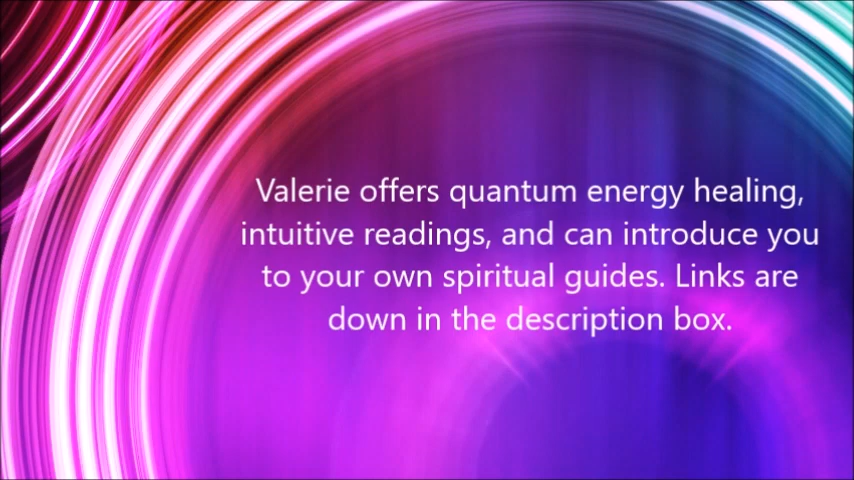 Valerie offers quantum energy healing,
intuitive readings, and can introduce you
to your own spiritual guides. Links are
down in the description box.